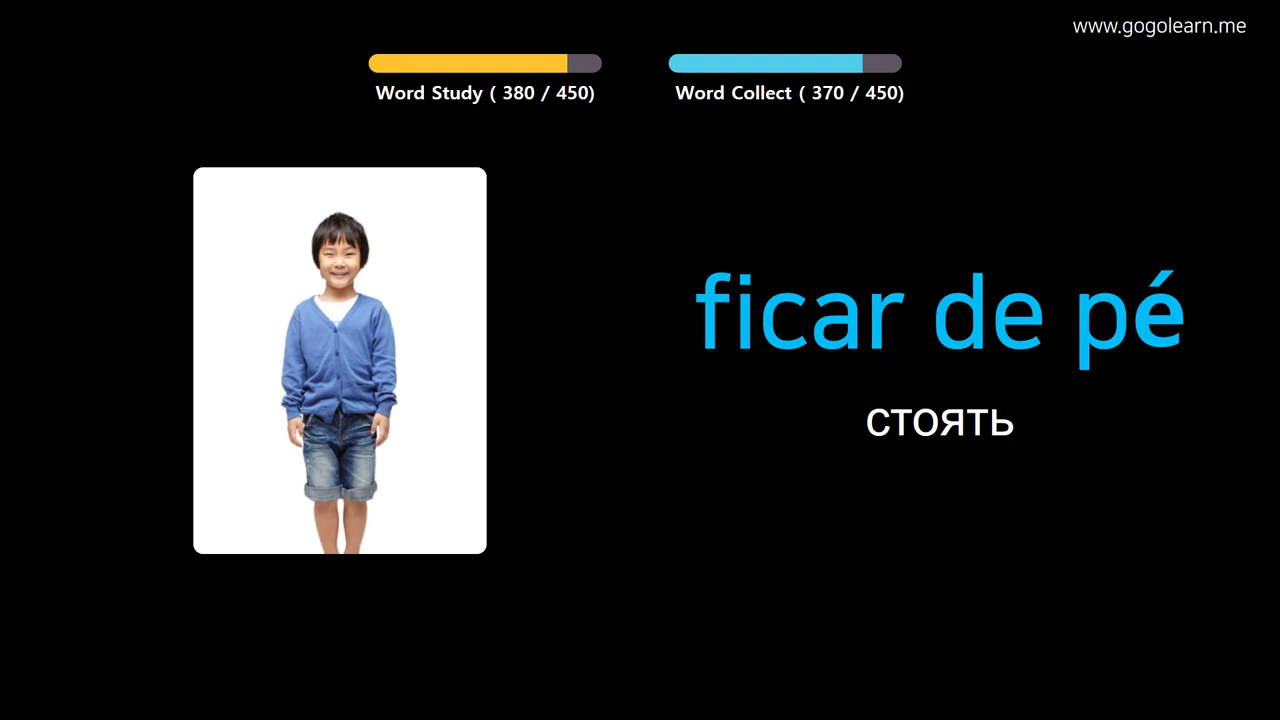 www.gogolearn.me
Word Study ( 380 / 450)
Word Collect ( 370 / 450)
ficar de pé
стоять